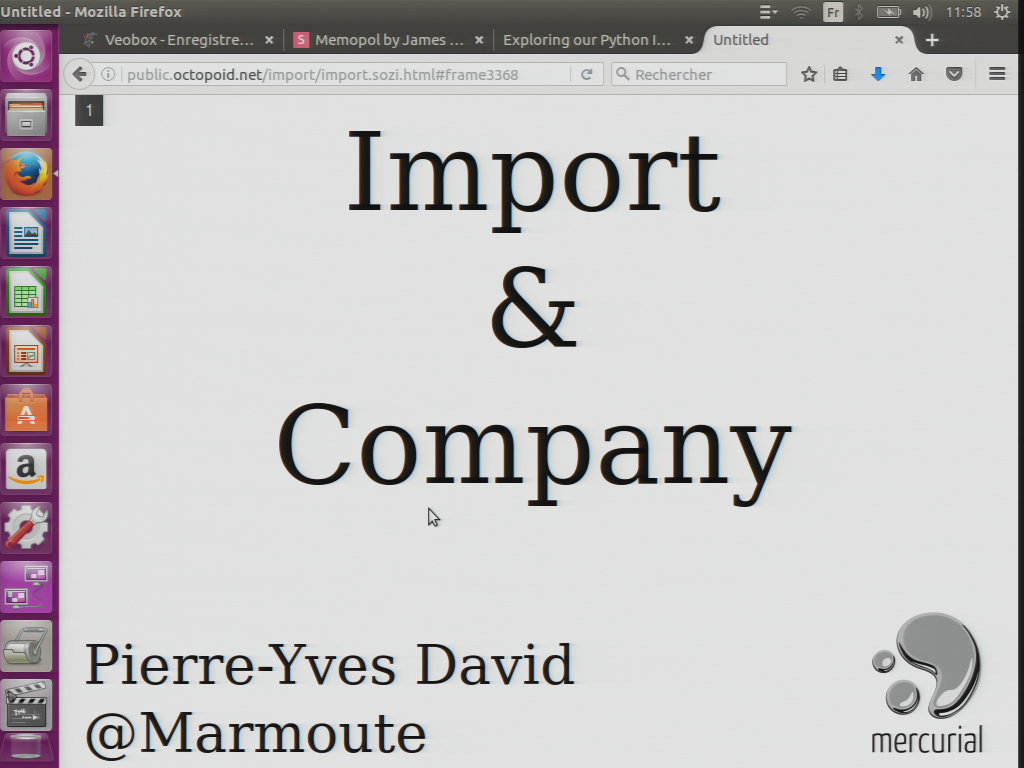 Untitled - Mozilla Firefox
Fr
11:58
Veobox - Enregistre...
S Memopol by James ...
Exploring our Python I...
Untitled
public.octopoid.net/import/import.sozi.html#frame3368
Rechercher
1
Import
&
Company
Pierre-Yves David
@Marmoute
mercurial
A
a